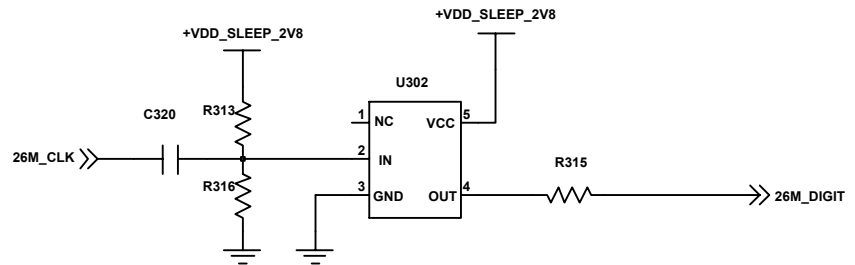 +VDD_SLEEP_2V8
+VDD_SLEEP_2V8
U302
R313
C320
1 NC
VCC 5
26M_CLK
2 IN
R315
R316
3 GND
OUT 4
26M_DIGIT